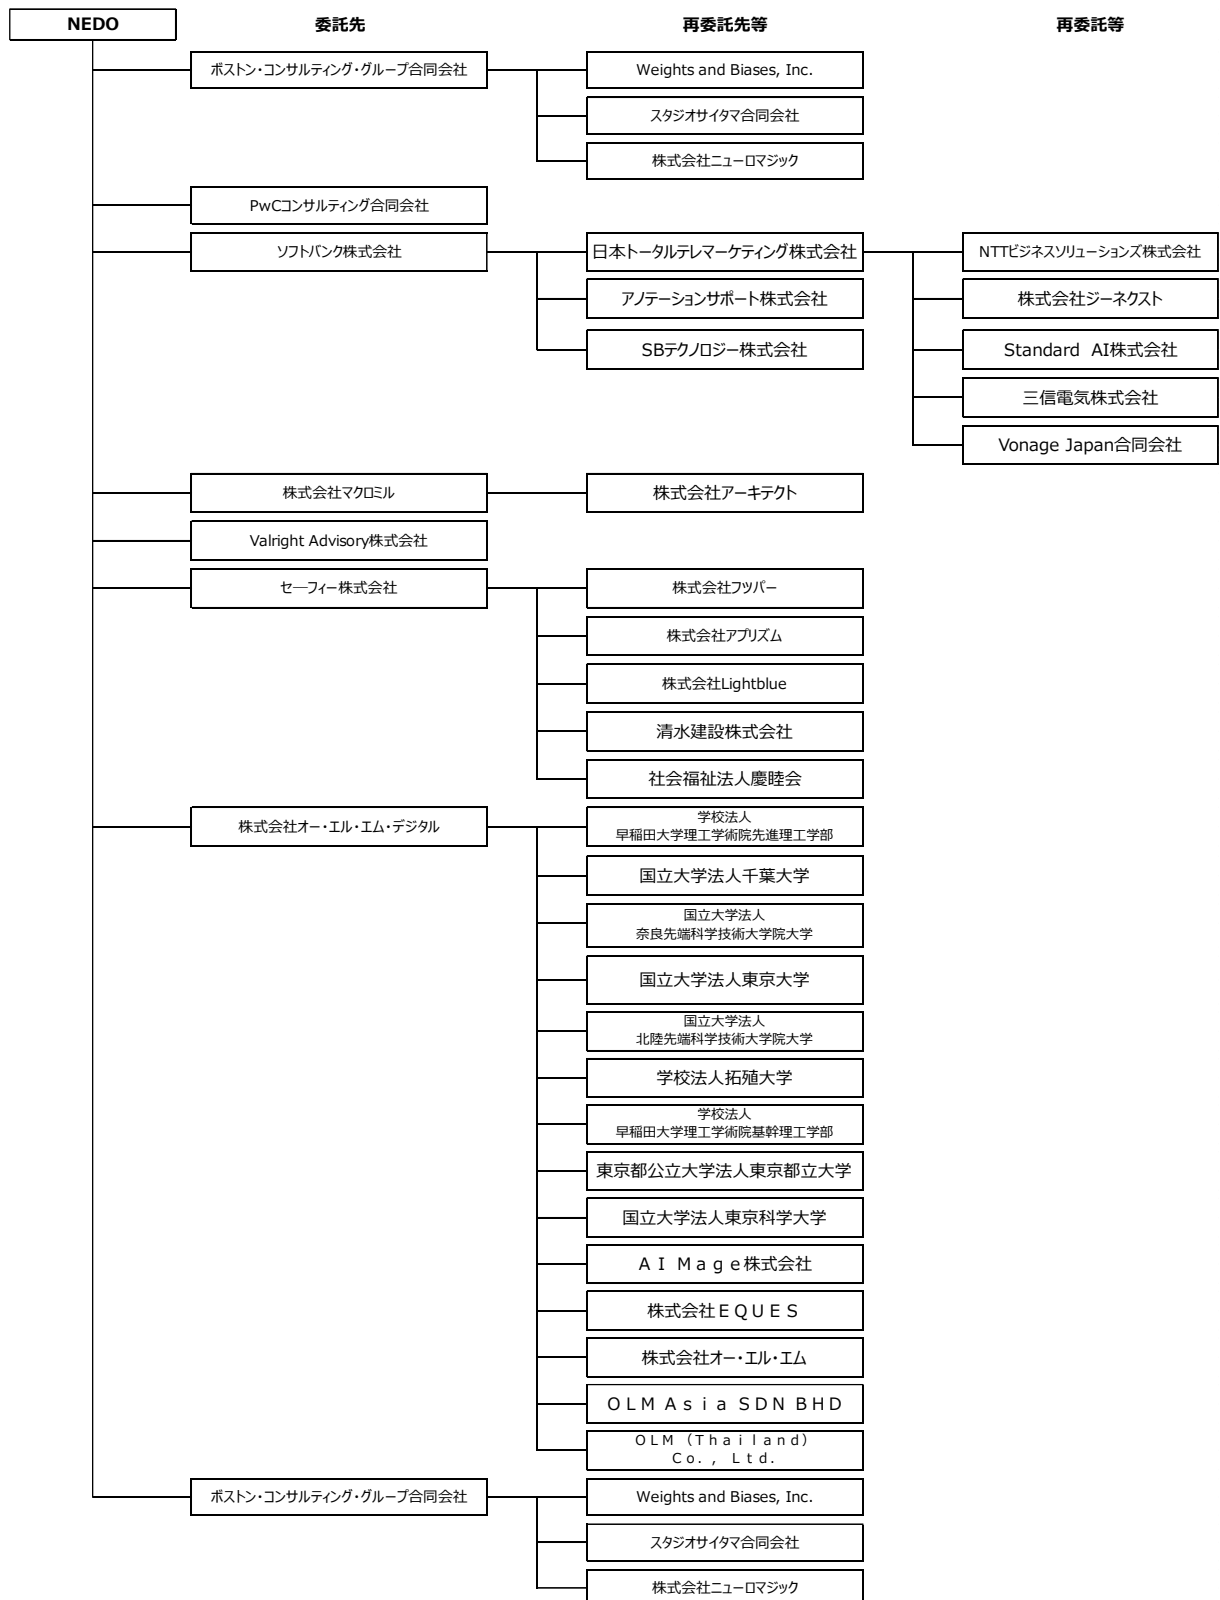 NEDO
委託先
再委託先等
再委託等
ボストン・コンサルティング・グループ合同会社
Weights and Biases, Inc.
スタジオサイタマ合同会社
株式会社ニューロマジック
PwCコンサルティング合同会社
ソフトバンク株式会社
日本トータルテレマーケティング株式会社
NTTビジネスソリューションズ株式会社
アノテーションサポート株式会社
株式会社ジーネクスト
SBテクノロジー株式会社
Standard AI株式会社
三信電気株式会社
Vonage Japan合同会社
株式会社マクロミル
株式会社アーキテクト
Valright Advisory株式会社
セーフィー株式会社
株式会社フツパー
株式会社アプリズム
株式会社Lightblue
清水建設株式会社
社会福祉法人慶睦会
株式会社オー・エル・エム・デジタル
学校法人
早稲田大学理工学術院先進理工学部
国立大学法人千葉大学
国立大学法人
奈良先端科学技術大学院大学
国立大学法人東京大学
国立大学法人
北陸先端科学技術大学院大学
学校法人拓殖大学
学校法人
早稲田大学理工学術院基幹理工学部
東京都公立大学法人東京都立大学
国立大学法人東京科学大学
ＡＩ Ｍａｇｅ株式会社
株式会社ＥＱＵＥＳ
株式会社オー・エル・エム
ＯＬＭ Ａｓｉａ ＳＤＮ ＢＨＤ
ＯＬＭ（Ｔｈａｉｌａｎｄ）
Ｃｏ．， Ｌｔｄ．
ボストン・コンサルティング・グループ合同会社
Weights and Biases, Inc.
スタジオサイタマ合同会社
株式会社ニューロマジック